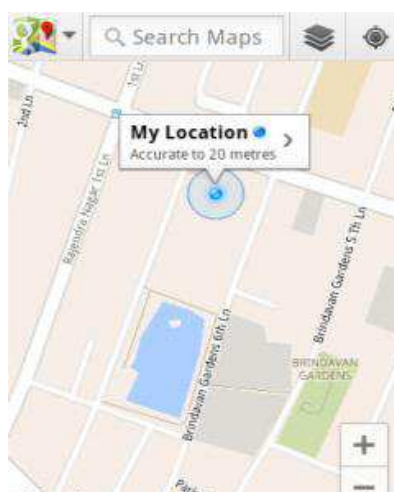 Search Maps
1st Ln
2nd Ln
My Location
Accurate to 20 metres
Rajendra Nagar 1st Ln
Brindavan Gardens 5 Th Ln
Brindavan Gardens 6th Ln
BRINDAVAN
GARDENS
+
−